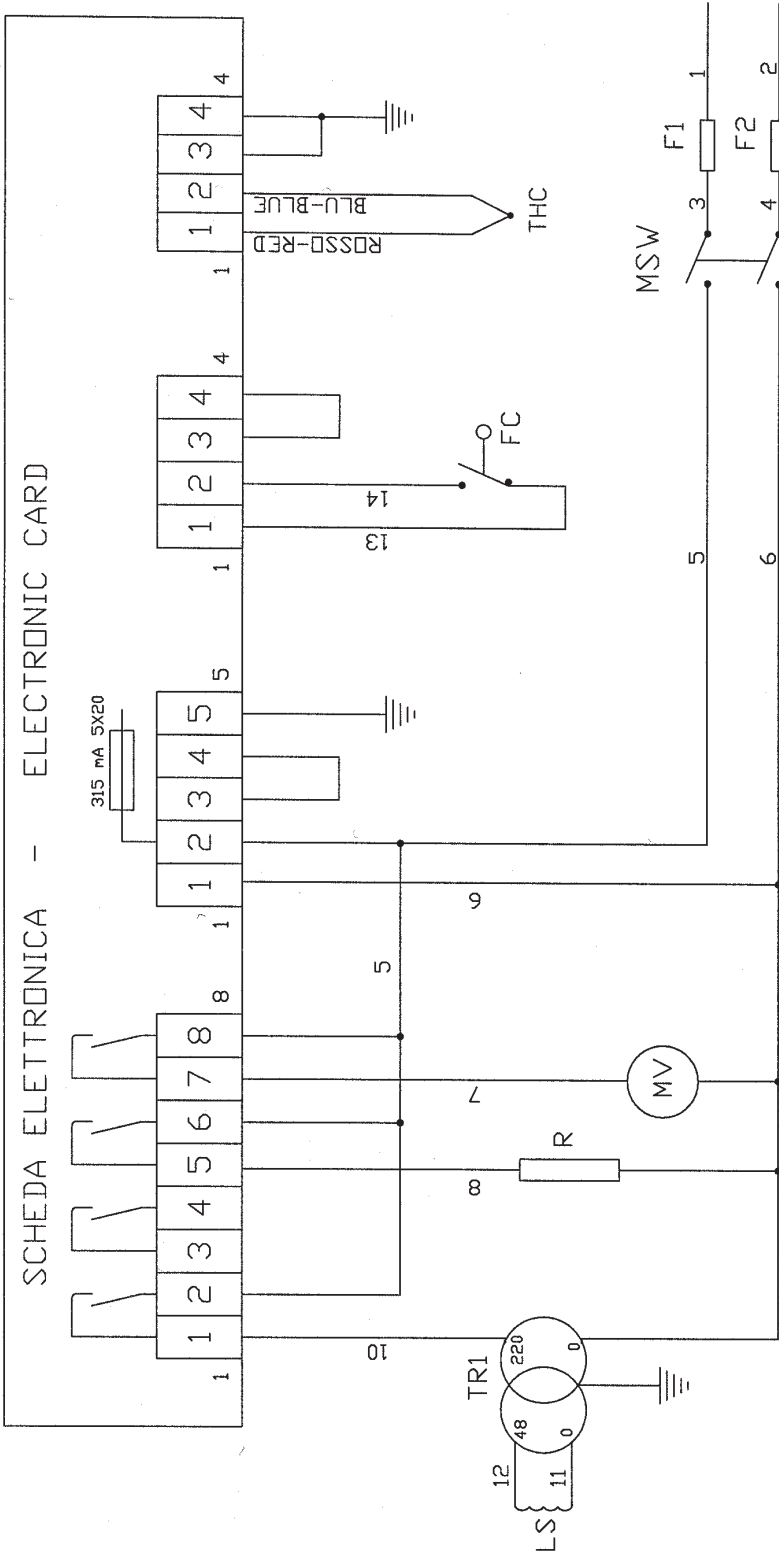 SCHEDA ELETTRONICA - ELECTRONIC CARD
315 mA 5X20
1 8 1 5 1 4 1 4
1 2 3 4 5 6 7 8
1 2 3 4 5
1 2 3 4
1 2 3 4
ROSSO-RED
BLU-BLUE
THC
10
5
13
14
FC
8
7
6
TR1
220
0
48
0
12
11
LS
R
MV
MSW
5
3
F1
1
6
4
F2
2